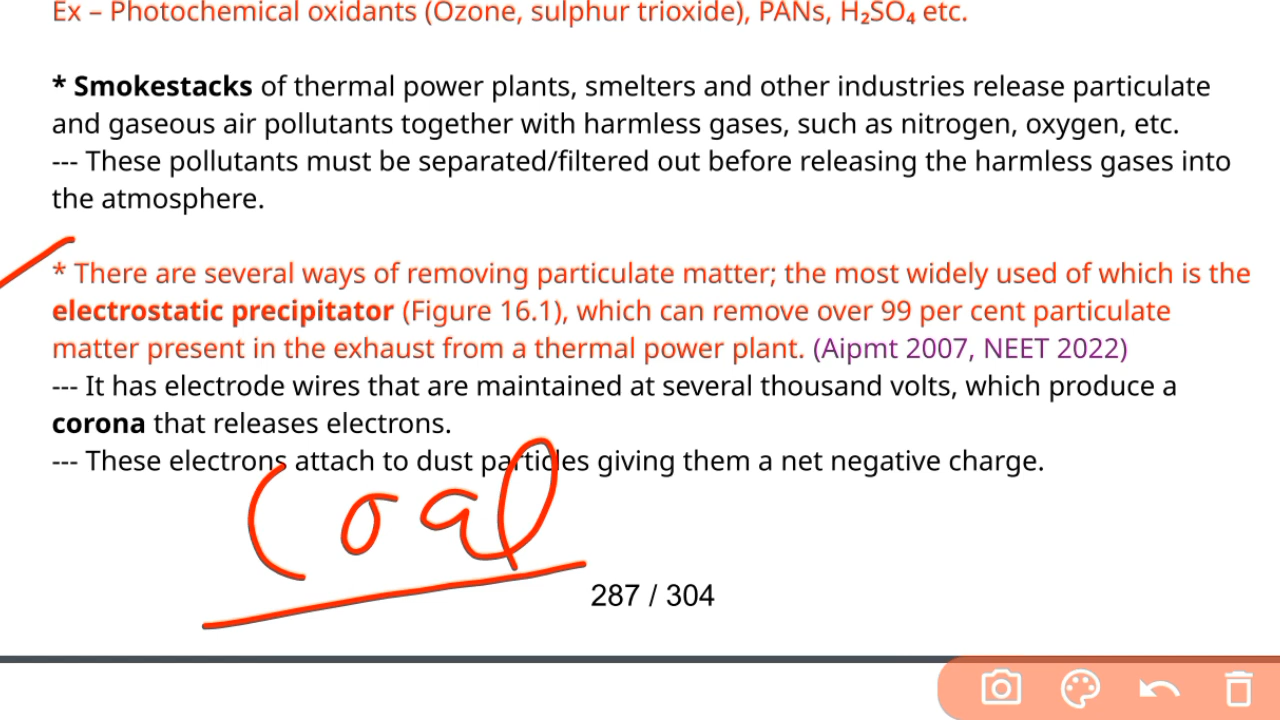 Ex – Photochemical oxidants (Ozone, sulphur trioxide), PANs, H₂SO₄ etc.
* Smokestacks of thermal power plants, smelters and other industries release particulate
and gaseous air pollutants together with harmless gases, such as nitrogen, oxygen, etc.
--- These pollutants must be separated/filtered out before releasing the harmless gases into
the atmosphere.
* There are several ways of removing particulate matter; the most widely used of which is the
electrostatic precipitator (Figure 16.1), which can remove over 99 per cent particulate
matter present in the exhaust from a thermal power plant. (Aipmt 2007, NEET 2022)
--- It has electrode wires that are maintained at several thousand volts, which produce a
corona that releases electrons.
--- These electrons attach to dust particles giving them a net negative charge.
Coal
287 / 304